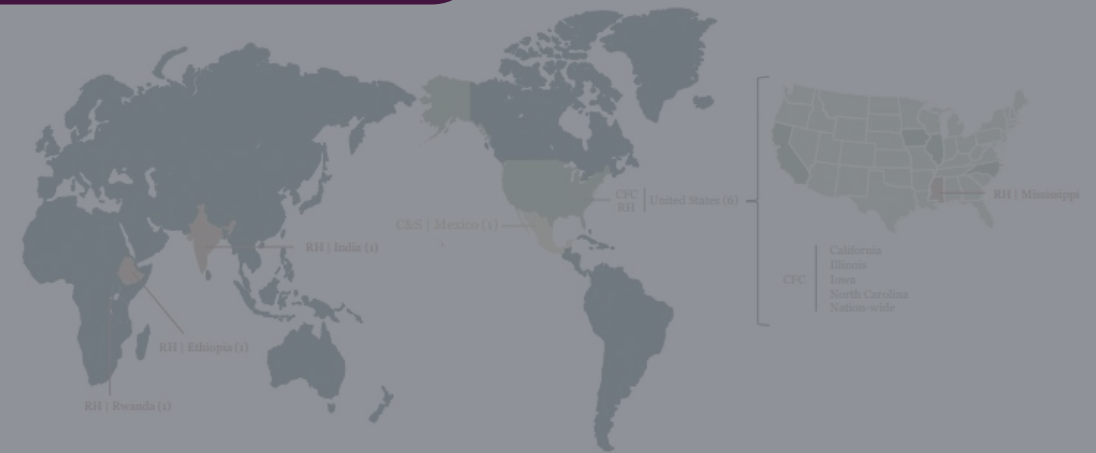 CFC
RH
United States (6)
RH | Mississippi
C&S | Mexico (1)
RH | India (1)
California
Illinois
CFC
Iowa
North Carolina
Nation-wide
RH | Ethiopia (1)
RH | Rwanda (1)